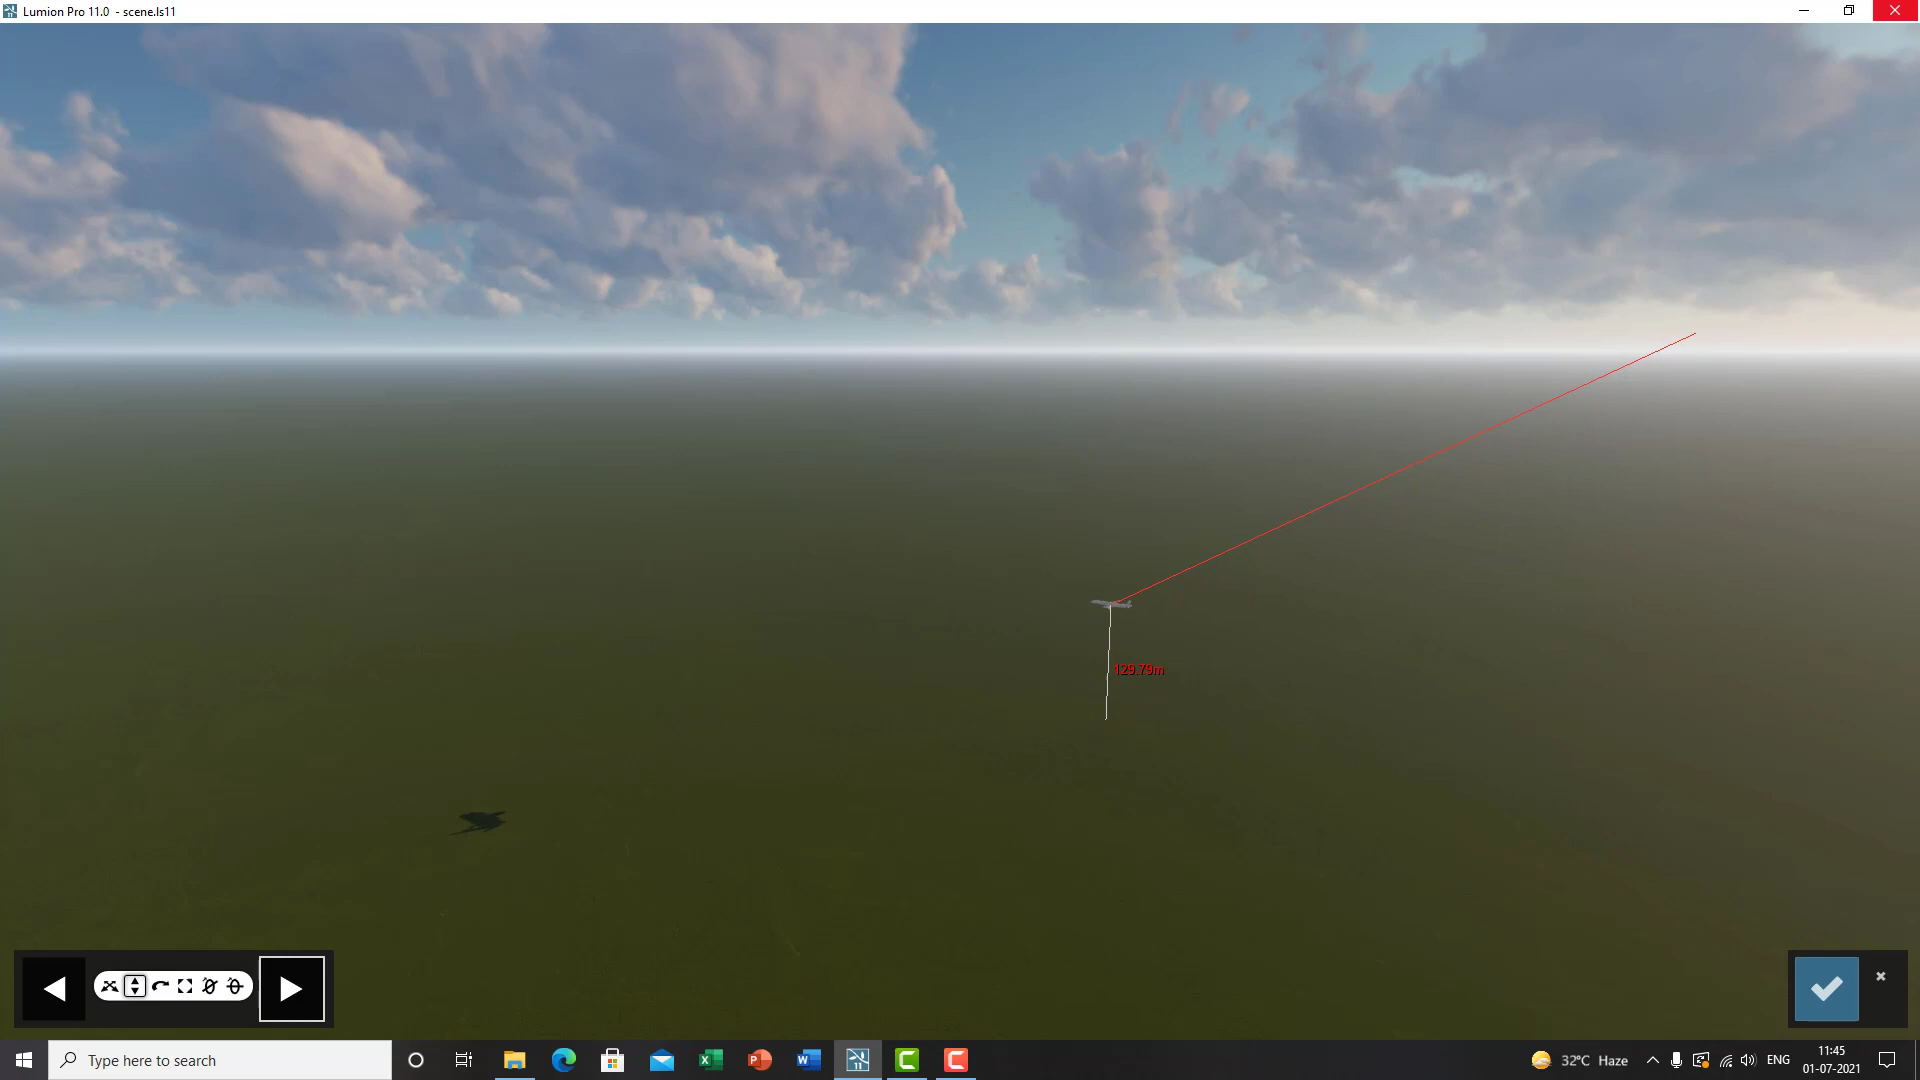 Lumion Pro 11.0 - scene.ls11
129.79m
Type here to search
11
32°C Haze
ENG
11:45
01-07-2021